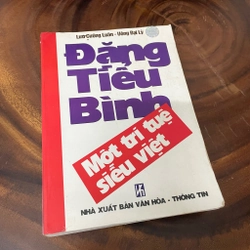 Lưu Cường Luân - Uông Đại Lý
Đặng
Tiểu
Bình
Một trí tuệ
siêu việt
NHÀ XUẤT BẢN VĂN HÓA - THÔNG TIN